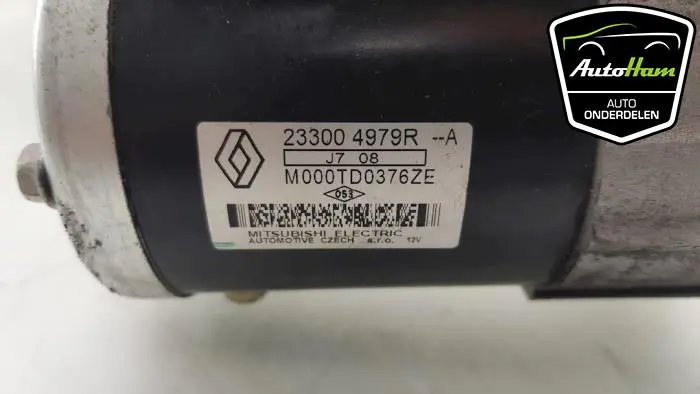 23300 4979R --A
J7 08
M000TD0376ZE
053
MITSUBISHI ELECTRIC
AUTOMOTIVE CZECH s.r.o. 12V
AutoHam
AUTO
ONDERDELEN